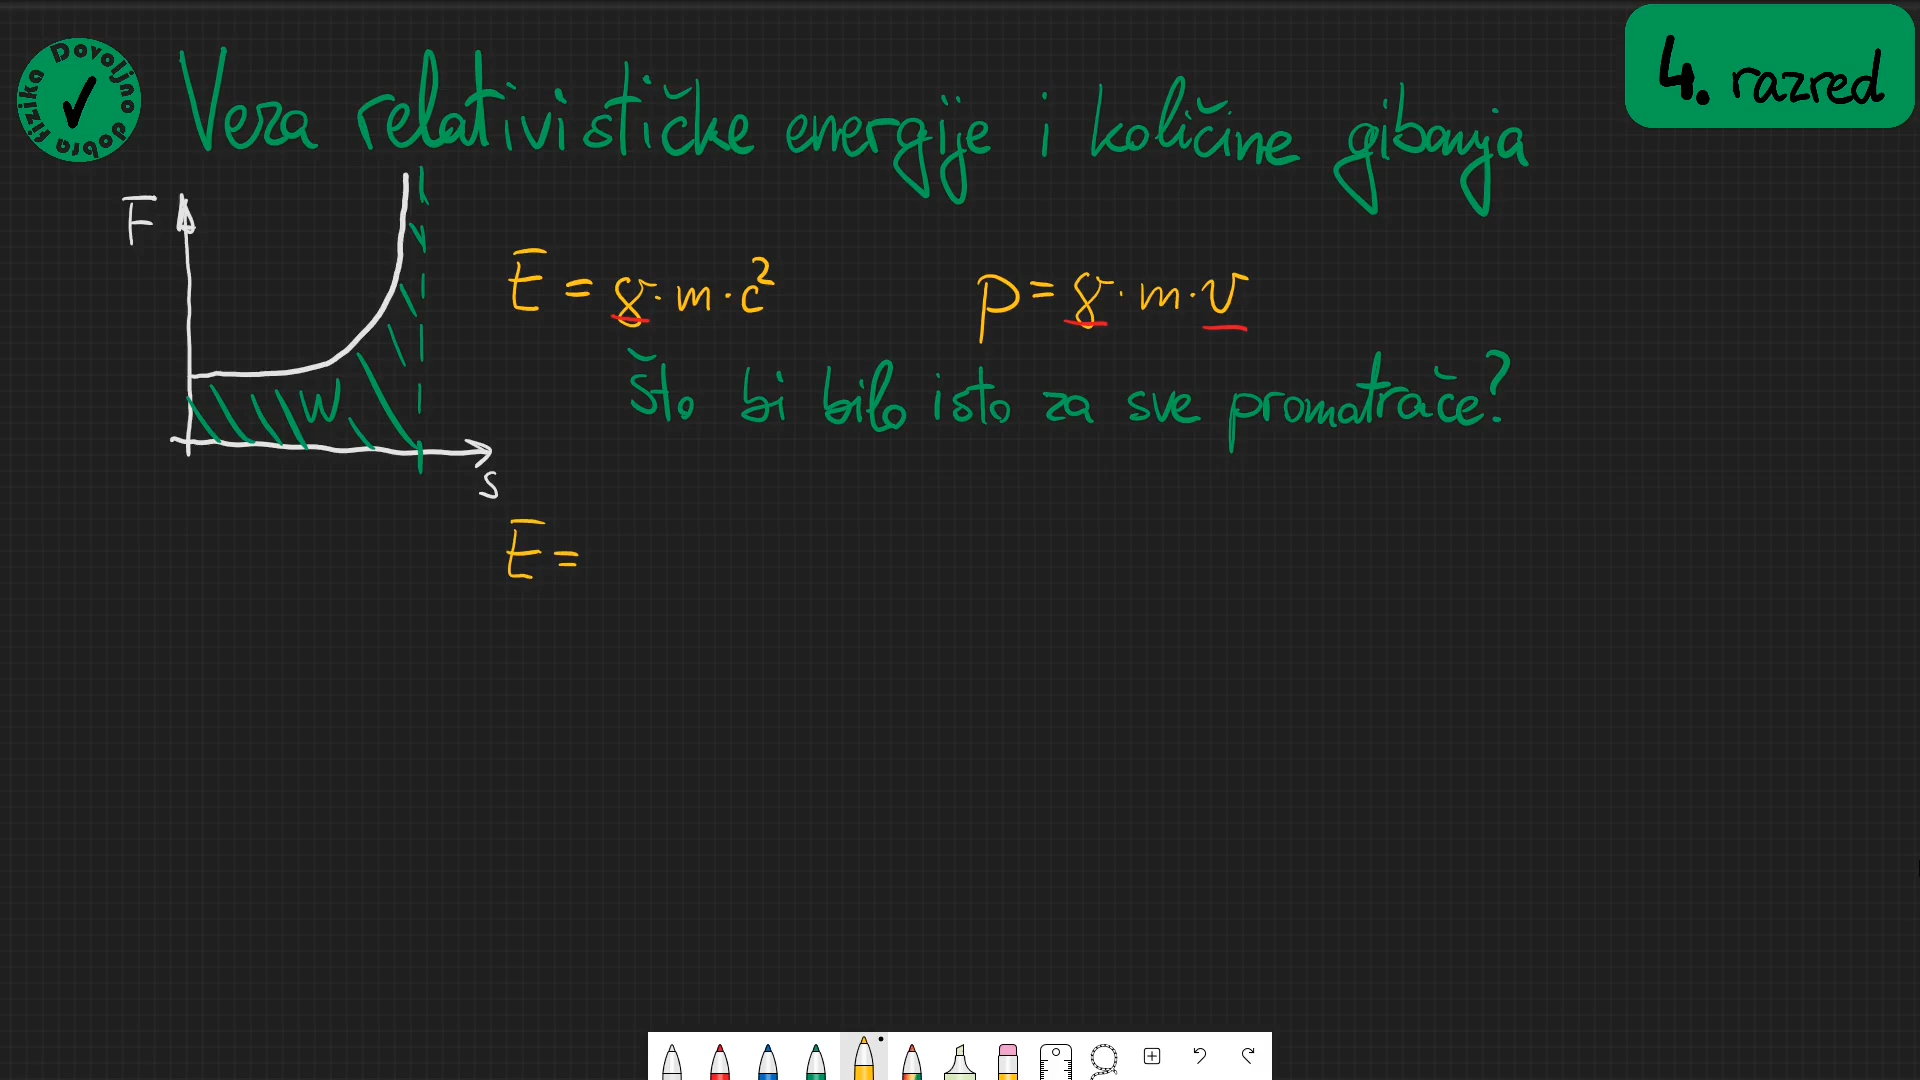 Dovoljno dobra fizika
Veza relativističke energije i količine gibanja
4. razred
F
E = γ · m · c²
p = γ · m · v
Što bi bilo isto za sve promatrače?
W
s
E =